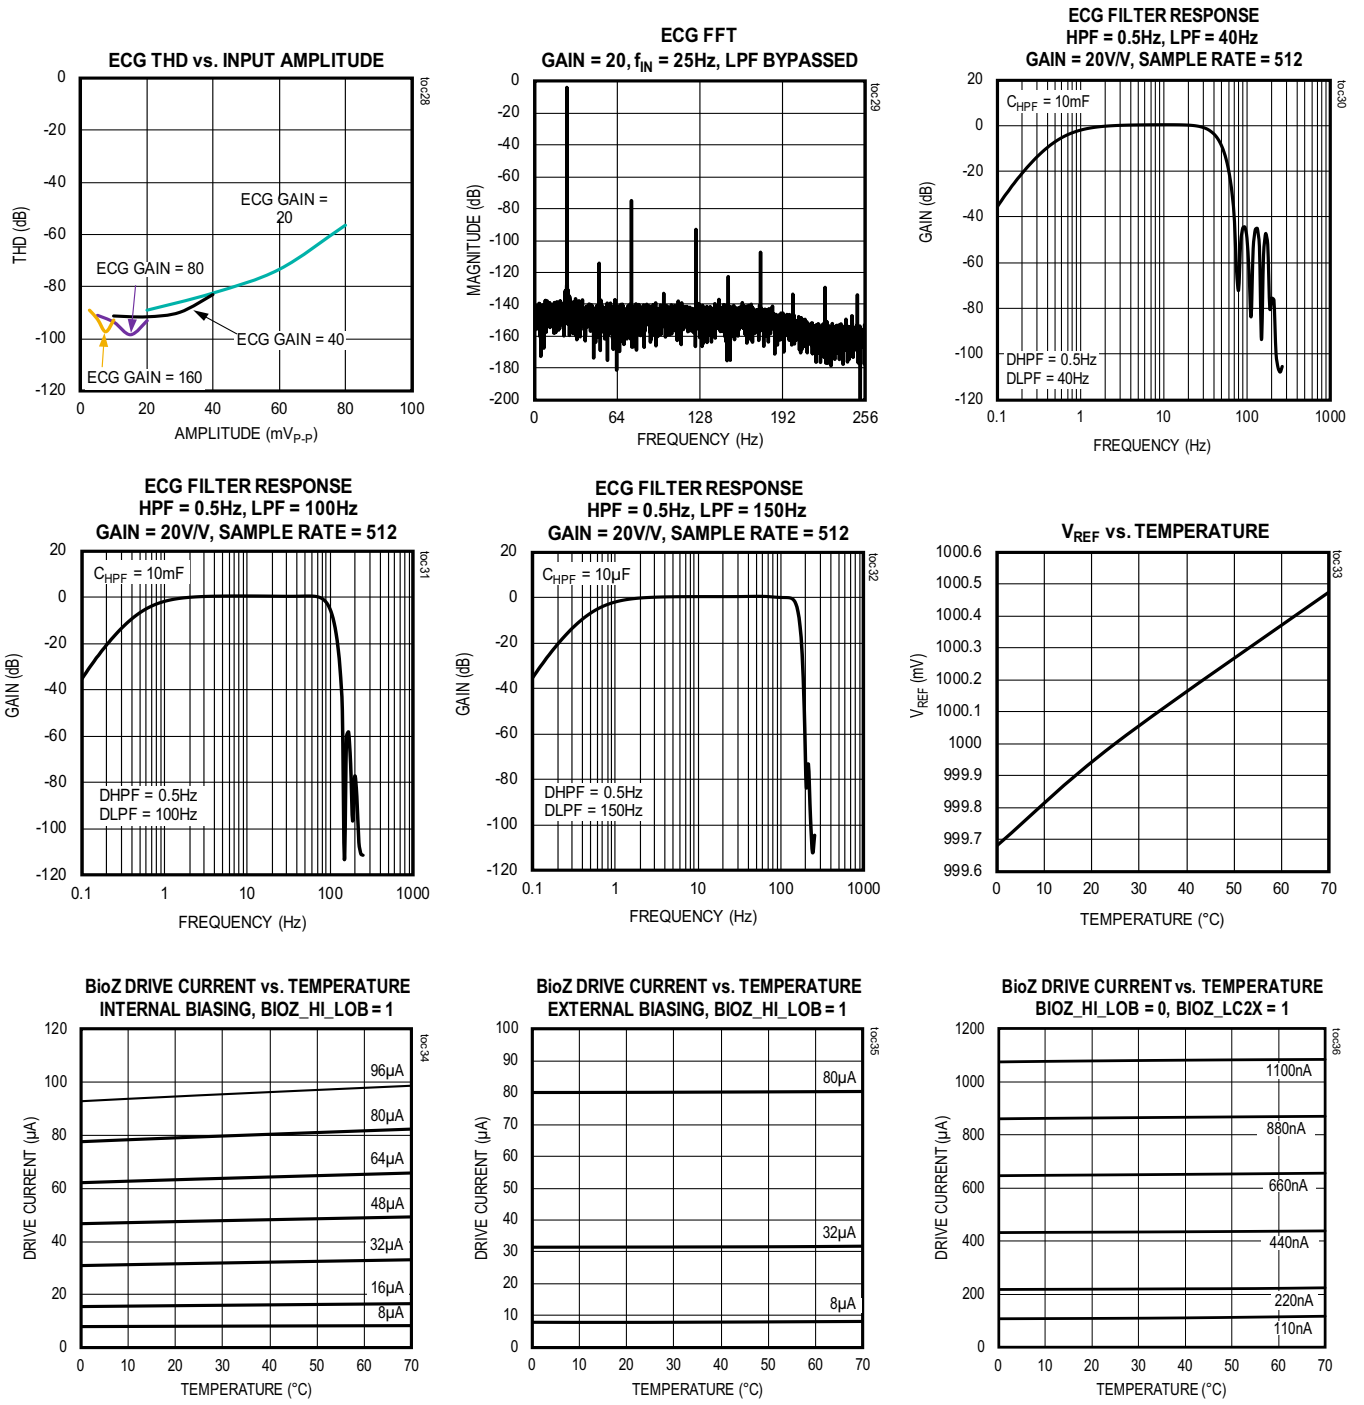 ECG THD vs. INPUT AMPLITUDE
0
-20
-40
-60
-80
-100
-120
THD (dB)
ECG GAIN =
20
ECG GAIN = 80
ECG GAIN = 40
ECG GAIN = 160
0 20 40 60 80 100
AMPLITUDE (mVP-P)
toc28
ECG FFT
GAIN = 20, fIN = 25Hz, LPF BYPASSED
0
-20
-40
-60
-80
-100
-120
-140
-160
-180
-200
MAGNITUDE (dB)
0 64 128 192 256
FREQUENCY (Hz)
toc29
ECG FILTER RESPONSE
HPF = 0.5Hz, LPF = 40Hz
GAIN = 20V/V, SAMPLE RATE = 512
20
0
-20
-40
-60
-80
-100
-120
GAIN (dB)
CHPF = 10mF
DHPF = 0.5Hz
DLPF = 40Hz
0.1 1 10 100 1000
FREQUENCY (Hz)
toc30
ECG FILTER RESPONSE
HPF = 0.5Hz, LPF = 100Hz
GAIN = 20V/V, SAMPLE RATE = 512
20
0
-20
-40
-60
-80
-100
-120
GAIN (dB)
CHPF = 10mF
DHPF = 0.5Hz
DLPF = 100Hz
0.1 1 10 100 1000
FREQUENCY (Hz)
toc31
ECG FILTER RESPONSE
HPF = 0.5Hz, LPF = 150Hz
GAIN = 20V/V, SAMPLE RATE = 512
20
0
-20
-40
-60
-80
-100
-120
GAIN (dB)
CHPF = 10µF
DHPF = 0.5Hz
DLPF = 150Hz
0.1 1 10 100 1000
FREQUENCY (Hz)
toc32
VREF vs. TEMPERATURE
1000.6
1000.5
1000.4
1000.3
1000.2
1000.1
1000
999.9
999.8
999.7
999.6
VREF (mV)
0 10 20 30 40 50 60 70
TEMPERATURE (°C)
toc33
BioZ DRIVE CURRENT vs. TEMPERATURE
INTERNAL BIASING, BIOZ_HI_LOB = 1
120
100
80
60
40
20
0
DRIVE CURRENT (µA)
96µA
80µA
64µA
48µA
32µA
16µA
8µA
0 10 20 30 40 50 60 70
TEMPERATURE (°C)
toc34
BioZ DRIVE CURRENT vs. TEMPERATURE
EXTERNAL BIASING, BIOZ_HI_LOB = 1
100
90
80
70
60
50
40
30
20
10
0
DRIVE CURRENT (µA)
80µA
32µA
8µA
0 10 20 30 40 50 60 70
TEMPERATURE (°C)
toc35
BioZ DRIVE CURRENT vs. TEMPERATURE
BIOZ_HI_LOB = 0, BIOZ_LC2X = 1
1200
1000
800
600
400
200
0
DRIVE CURRENT (µA)
1100nA
880nA
660nA
440nA
220nA
110nA
0 10 20 30 40 50 60 70
TEMPERATURE (°C)
toc36